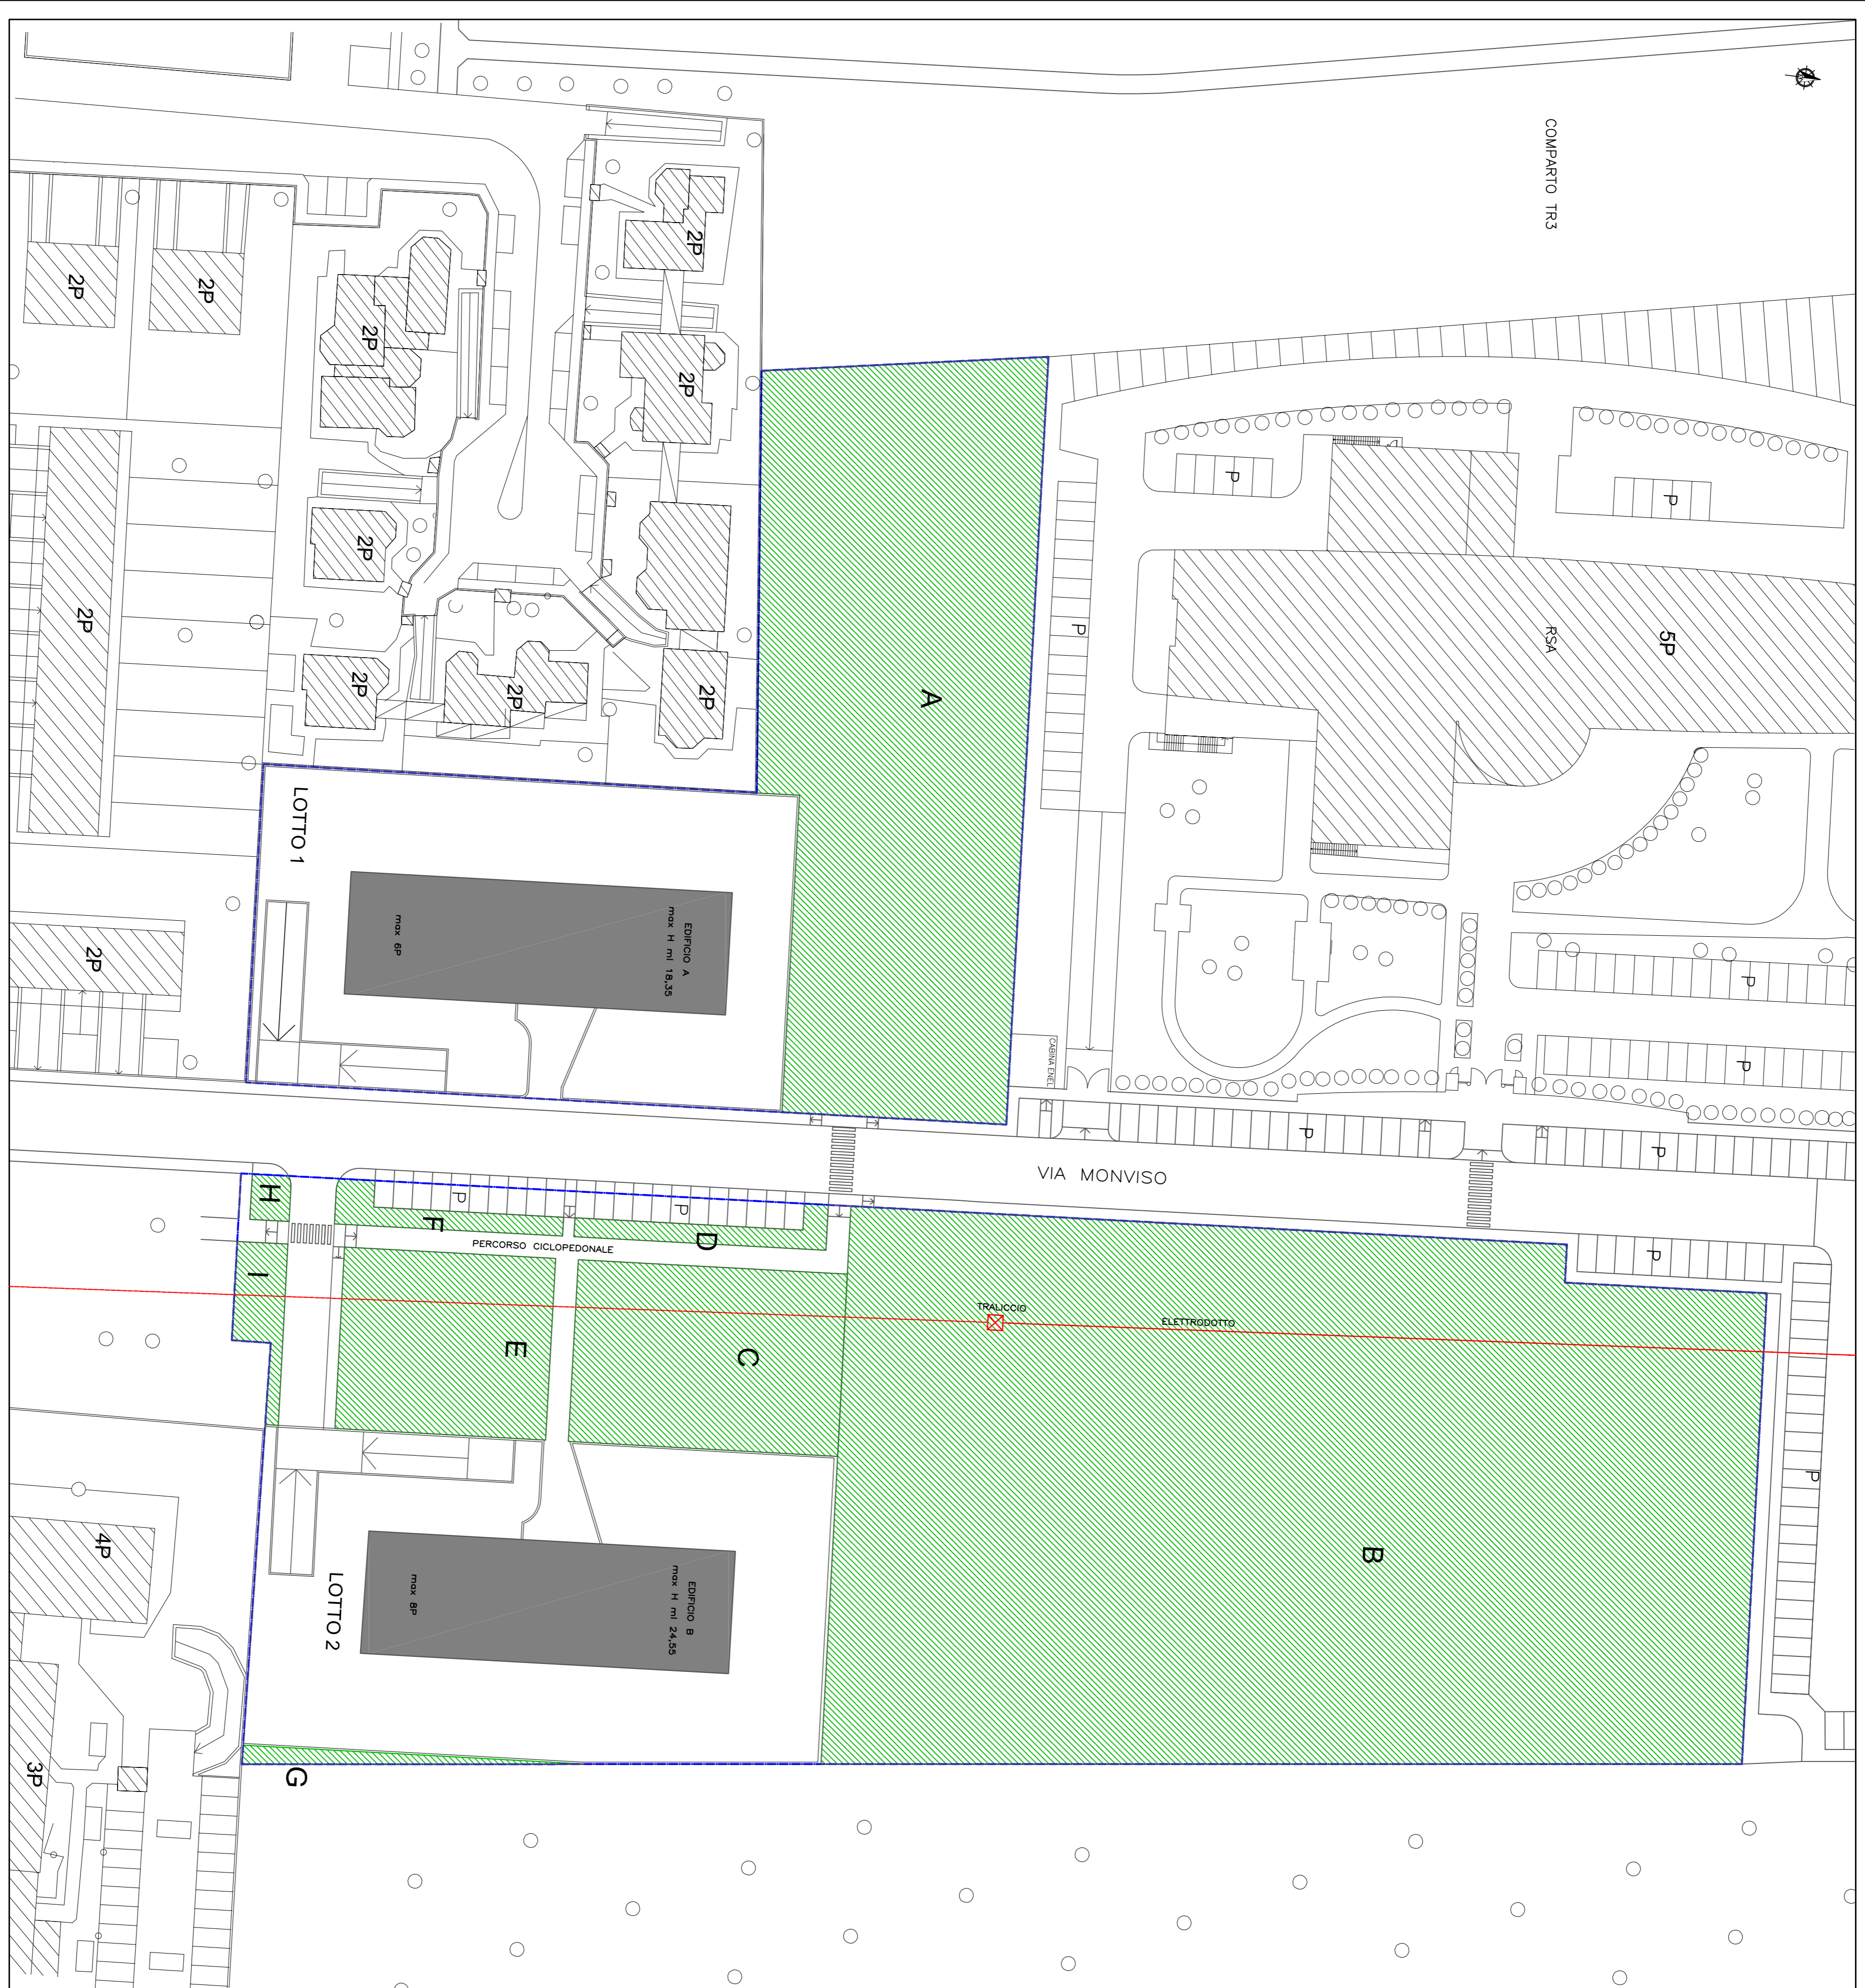 COMPARTO TR3
2P
2P
2P
2P
2P
P
P
2P
2P
P
RSA
5P
2P
2P
2P
2P
A
LOTTO 1
EDIFICIO A
max H ml 18,35
max 6P
2P
P
P
CABINA ENEL
P
P
VIA MONVISO
H
F
P
P
D
PERCORSO CICLOPEDONALE
P
I
TRALICCIO
ELETTRODOTTO
E
C
P
B
4P
LOTTO 2
EDIFICIO B
max H ml 24,55
max 8P
3P
G